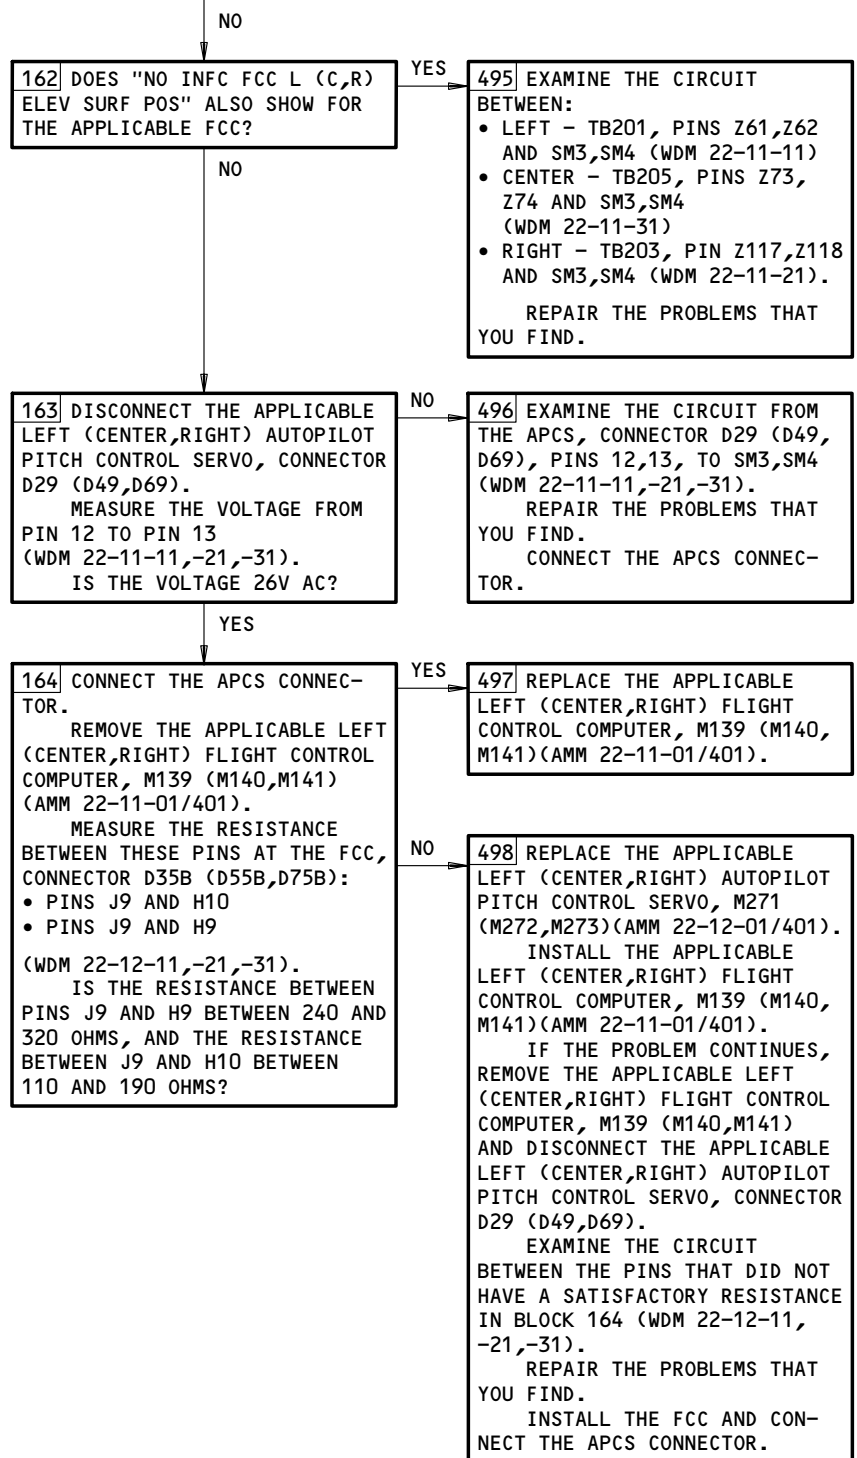 NO
162 DOES "NO INFC FCC L (C,R)
ELEV SURF POS" ALSO SHOW FOR
THE APPLICABLE FCC?
YES
495 EXAMINE THE CIRCUIT
BETWEEN:
• LEFT – TB201, PINS Z61,Z62
AND SM3,SM4 (WDM 22-11-11)
• CENTER – TB205, PINS Z73,
Z74 AND SM3,SM4
(WDM 22-11-31)
• RIGHT – TB203, PIN Z117,Z118
AND SM3,SM4 (WDM 22-11-21).
REPAIR THE PROBLEMS THAT
YOU FIND.
NO
163 DISCONNECT THE APPLICABLE
LEFT (CENTER,RIGHT) AUTOPILOT
PITCH CONTROL SERVO, CONNECTOR
D29 (D49,D69).
MEASURE THE VOLTAGE FROM
PIN 12 TO PIN 13
(WDM 22-11-11,-21,-31).
IS THE VOLTAGE 26V AC?
NO
496 EXAMINE THE CIRCUIT FROM
THE APCS, CONNECTOR D29 (D49,
D69), PINS 12,13, TO SM3,SM4
(WDM 22-11-11,-21,-31).
REPAIR THE PROBLEMS THAT
YOU FIND.
CONNECT THE APCS CONNEC-
TOR.
YES
164 CONNECT THE APCS CONNEC-
TOR.
REMOVE THE APPLICABLE LEFT
(CENTER,RIGHT) FLIGHT CONTROL
COMPUTER, M139 (M140,M141)
(AMM 22-11-01/401).
MEASURE THE RESISTANCE
BETWEEN THESE PINS AT THE FCC,
CONNECTOR D35B (D55B,D75B):
• PINS J9 AND H10
• PINS J9 AND H9
(WDM 22-12-11,-21,-31).
IS THE RESISTANCE BETWEEN
PINS J9 AND H9 BETWEEN 240 AND
320 OHMS, AND THE RESISTANCE
BETWEEN J9 AND H10 BETWEEN
110 AND 190 OHMS?
YES
497 REPLACE THE APPLICABLE
LEFT (CENTER,RIGHT) FLIGHT
CONTROL COMPUTER, M139 (M140,
M141)(AMM 22-11-01/401).
NO
498 REPLACE THE APPLICABLE
LEFT (CENTER,RIGHT) AUTOPILOT
PITCH CONTROL SERVO, M271
(M272,M273)(AMM 22-12-01/401).
INSTALL THE APPLICABLE
LEFT (CENTER,RIGHT) FLIGHT
CONTROL COMPUTER, M139 (M140,
M141)(AMM 22-11-01/401).
IF THE PROBLEM CONTINUES,
REMOVE THE APPLICABLE LEFT
(CENTER,RIGHT) FLIGHT CONTROL
COMPUTER, M139 (M140,M141)
AND DISCONNECT THE APPLICABLE
LEFT (CENTER,RIGHT) AUTOPILOT
PITCH CONTROL SERVO, CONNECTOR
D29 (D49,D69).
EXAMINE THE CIRCUIT
BETWEEN THE PINS THAT DID NOT
HAVE A SATISFACTORY RESISTANCE
IN BLOCK 164 (WDM 22-12-11,
-21,-31).
REPAIR THE PROBLEMS THAT
YOU FIND.
INSTALL THE FCC AND CON-
NECT THE APCS CONNECTOR.